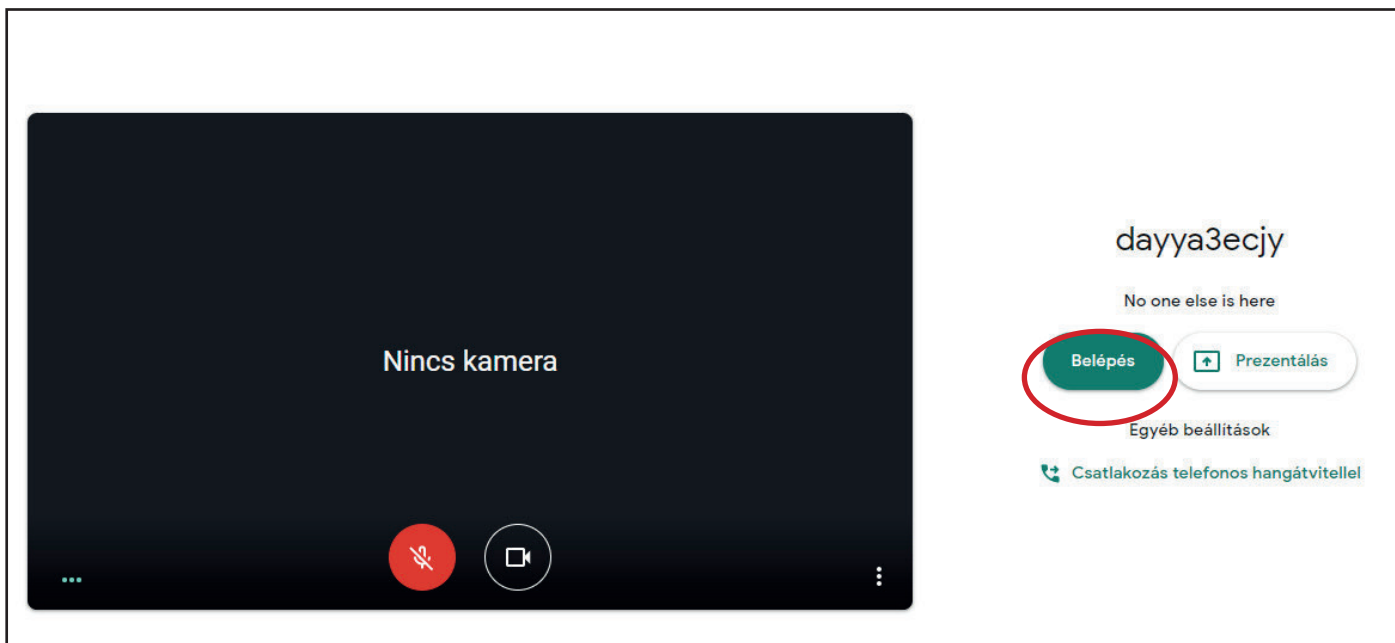 Nincs kamera
dayya3ecjy
No one else is here
Belépés
Prezentálás
Egyéb beállítások
Csatlakozás telefonos hangátvitellel